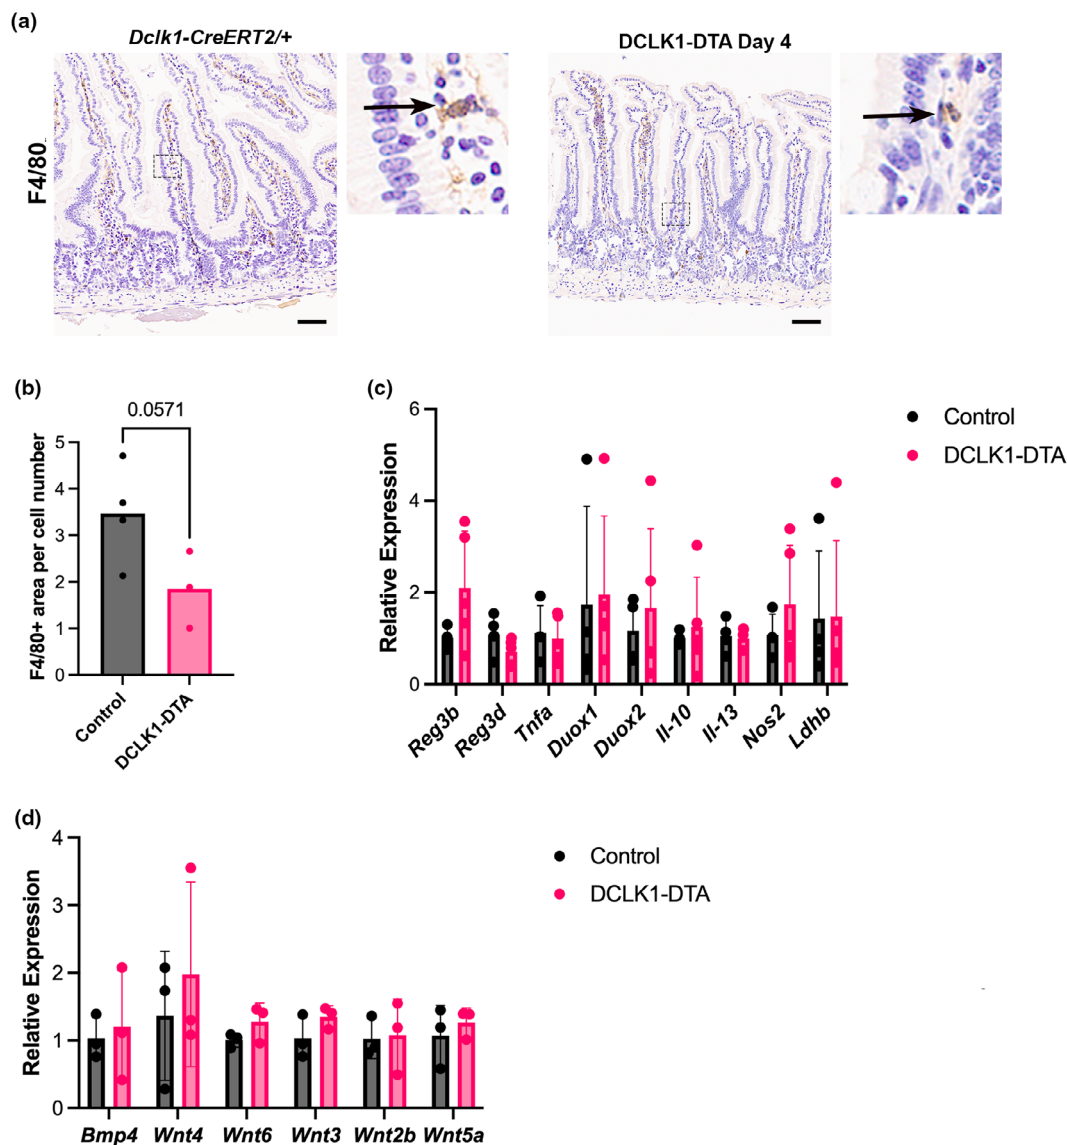 (a)
Dclk1-CreERT2/+
DCLK1-DTA Day 4
F4/80
(b)
0.0571
F4/80+ area per cell number
5
4
3
2
1
0
Control
DCLK1-DTA
(c)
Relative Expression
6
4
2
0
Control
DCLK1-DTA
Reg3b
Reg3d
Tnfa
Duox1
Duox2
Il-10
Il-13
Nos2
Ldhb
(d)
Relative Expression
4
3
2
1
0
Control
DCLK1-DTA
Bmp4 Wnt4 Wnt6 Wnt3 Wnt2b Wnt5a